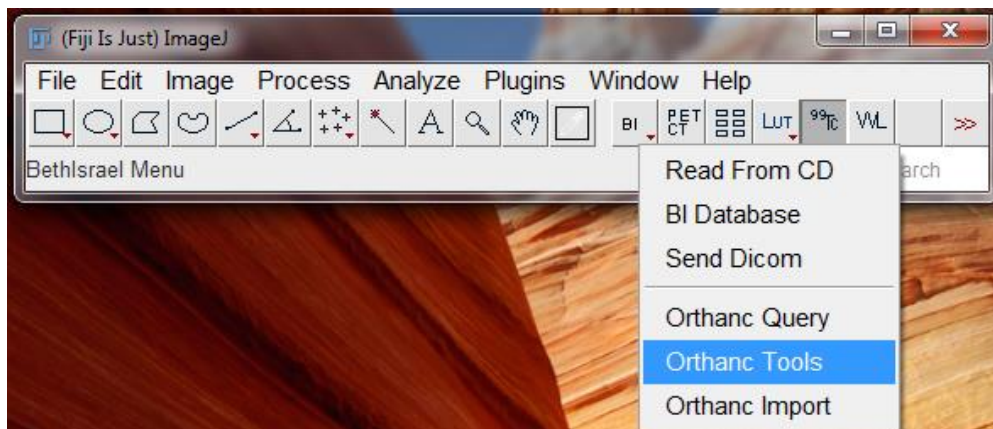 (Fiji Is Just) ImageJ
File Edit Image Process Analyze Plugins Window Help
A BI PET CT LUT 99Tc WL >>
BethIsrael Menu arch
Read From CD
BI Database
Send Dicom
Orthanc Query
Orthanc Tools
Orthanc Import